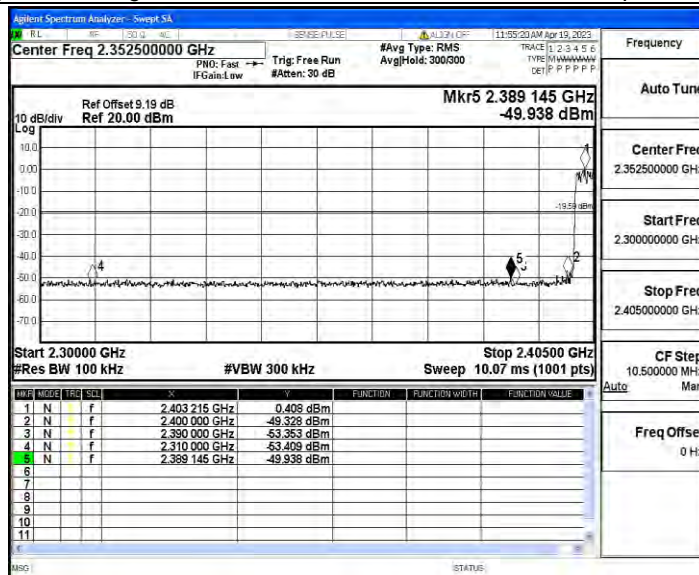 Agilent Spectrum Analyzer - Swept SA
RL RF 50 Ω AC SENSE:PULSE ALIGN OFF 11:55:20 AM Apr 19, 2023
Center Freq 2.352500000 GHz
PNO: Fast Trig: Free Run
IFGain:Low #Atten: 30 dB
#Avg Type: RMS
Avg|Hold: 300/300
TRACE 1 2 3 4 5 6
TYPE MWWWWW
DET P P P P P P
Frequency
Auto Tune
Center Freq
2.352500000 GHz
Start Freq
2.300000000 GHz
Stop Freq
2.405000000 GHz
CF Step
10.500000 MHz
Auto Man
Freq Offset
0 Hz
Mkr5 2.389 145 GHz
-49.938 dBm
Ref Offset 9.19 dB
10 dB/div Ref 20.00 dBm
Log
10.0
0.00
-10.0
-20.0
-30.0
-40.0
-50.0
-60.0
-70.0
1
-19.59 dBm
4
5
3
2
Start 2.30000 GHz Stop 2.40500 GHz
#Res BW 100 kHz #VBW 300 kHz Sweep 10.07 ms (1001 pts)
MKR MODE TRC SCL X Y FUNCTION FUNCTION WIDTH FUNCTION VALUE
1 N f 2.403 215 GHz 0.408 dBm
2 N f 2.400 000 GHz -49.328 dBm
3 N f 2.390 000 GHz -53.353 dBm
4 N f 2.310 000 GHz -53.409 dBm
5 N f 2.389 145 GHz -49.938 dBm
6
7
8
9
10
11
MSG STATUS